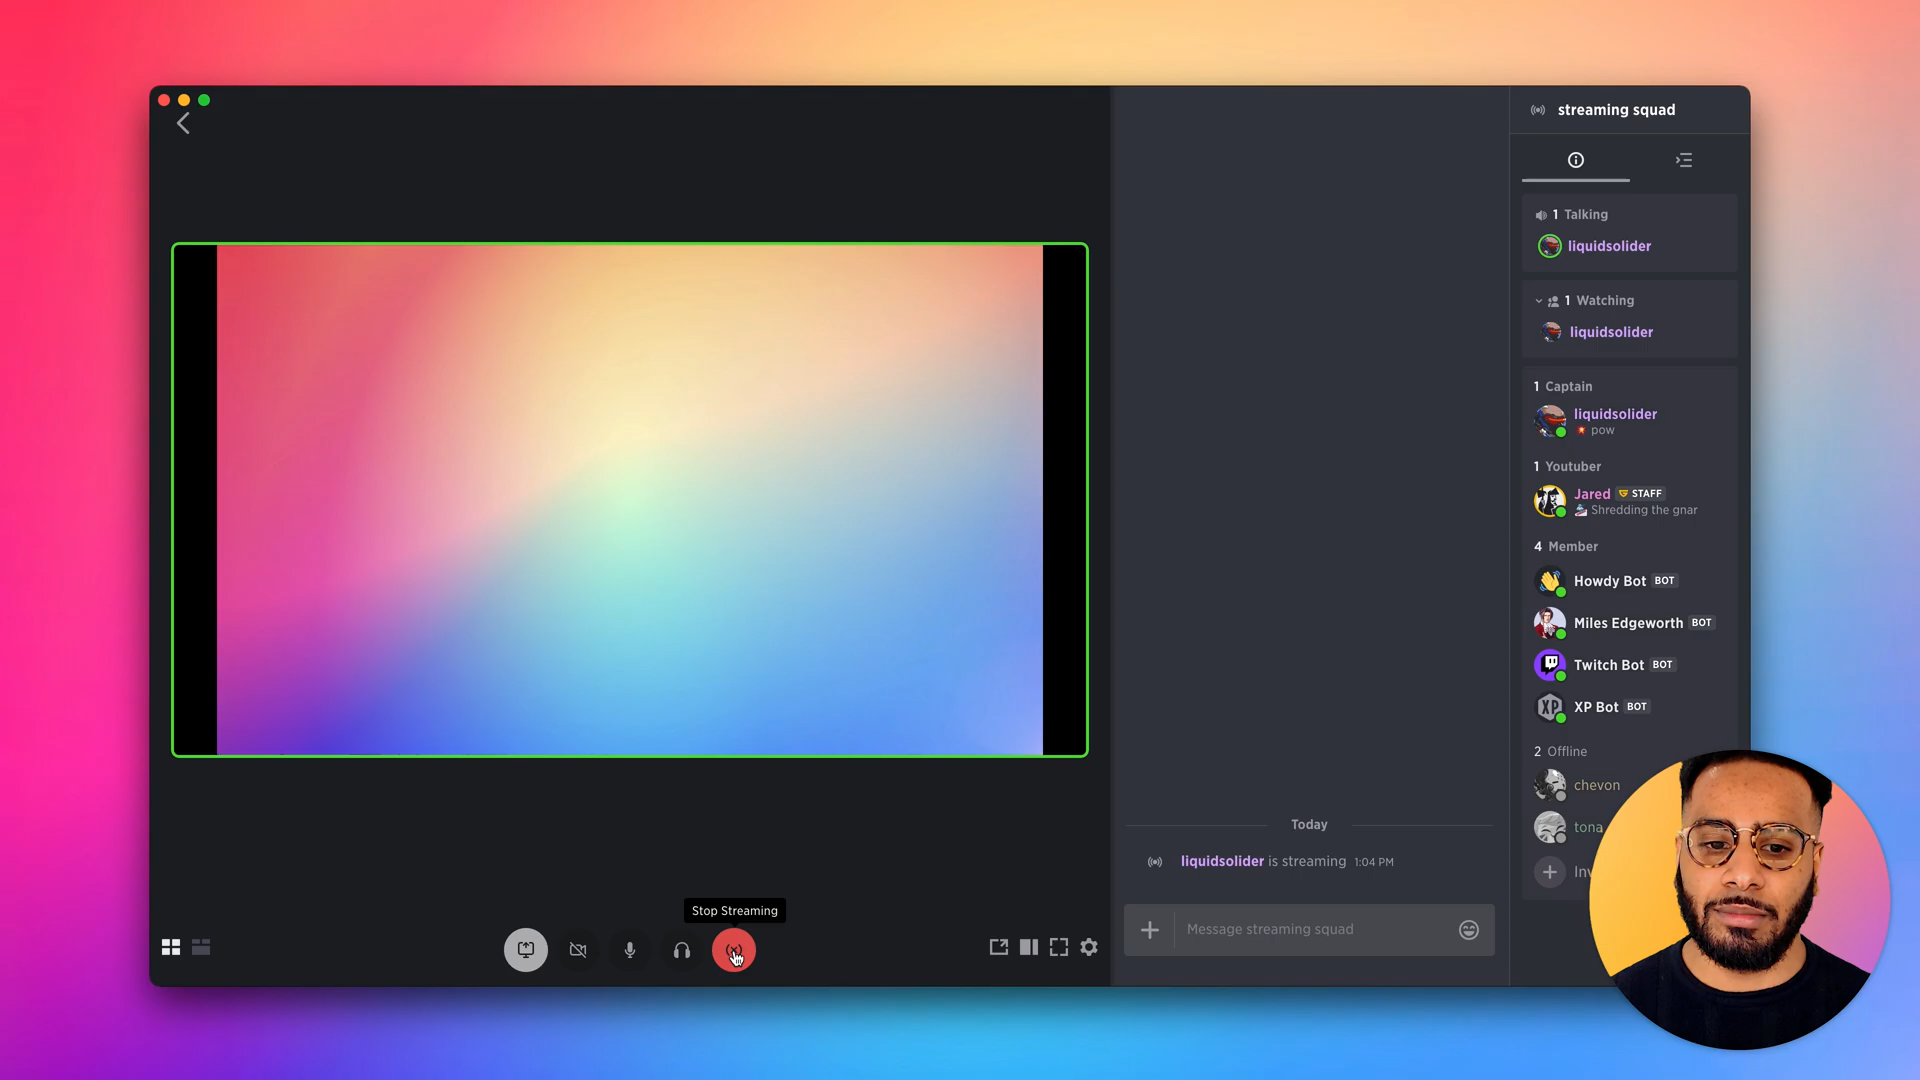 streaming squad
1 Talking
liquidsolider
1 Watching
liquidsolider
1 Captain
liquidsolider
pow
1 Youtuber
Jared STAFF
Shredding the gnar
4 Member
Howdy Bot BOT
Miles Edgeworth BOT
Twitch Bot BOT
XP Bot BOT
XP
2 Offline
chevon
tona
Inv
Today
liquidsolider is streaming 1:04 PM
Message streaming squad
Stop Streaming